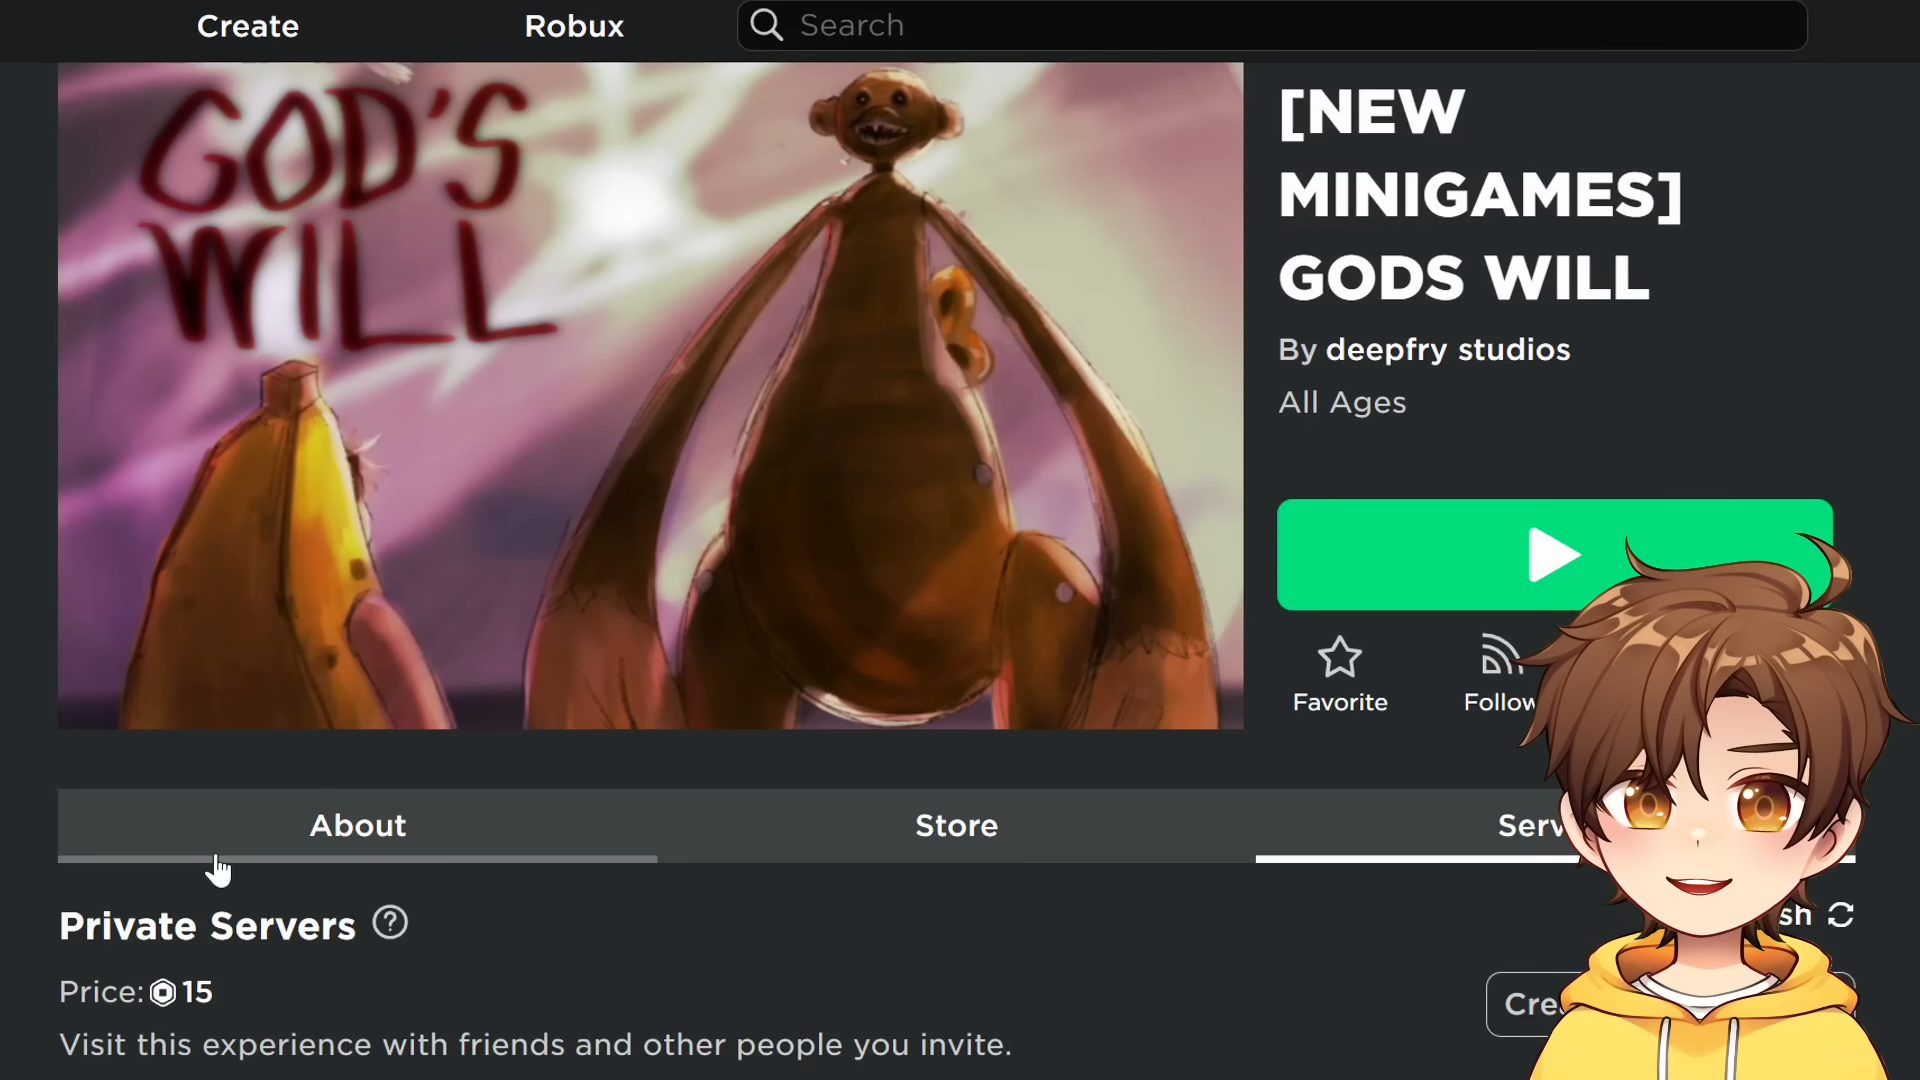 Create
Robux
Search
GOD'S
WILL
[NEW
MINIGAMES]
GODS WILL
By deepfry studios
All Ages
Favorite
Follow
About
Store
Private Servers
Price: 15
Visit this experience with friends and other people you invite.